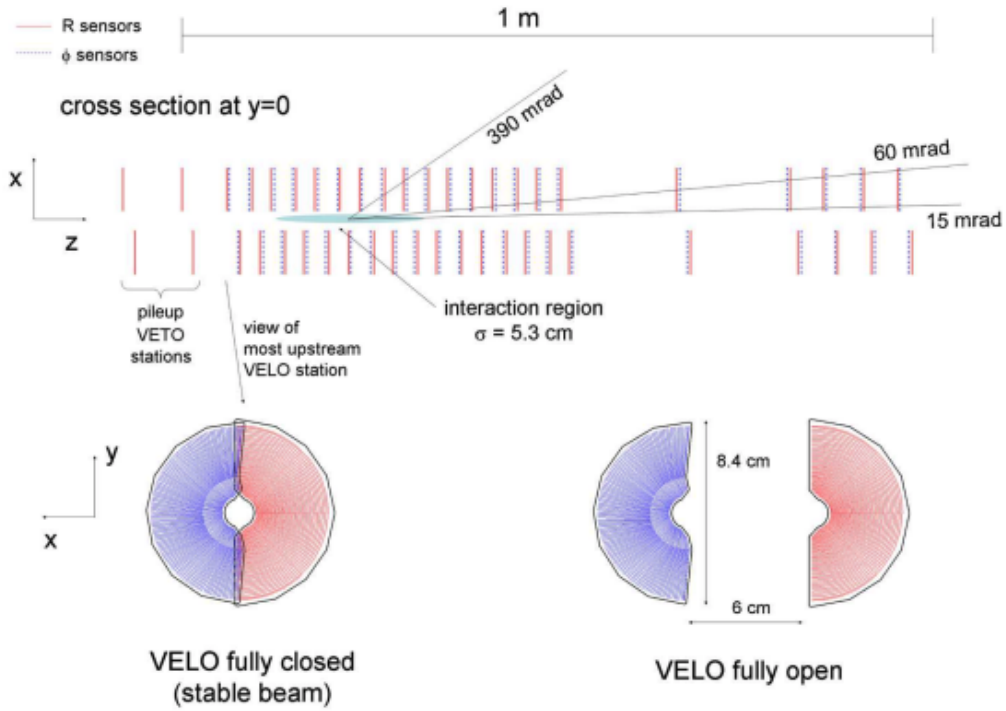 R sensors
ϕ sensors
1 m
cross section at y=0
390 mrad
60 mrad
15 mrad
x
z
pileup
VETO
stations
view of
most upstream
VELO station
interaction region
σ = 5.3 cm
y
x
8.4 cm
6 cm
VELO fully closed
(stable beam)
VELO fully open